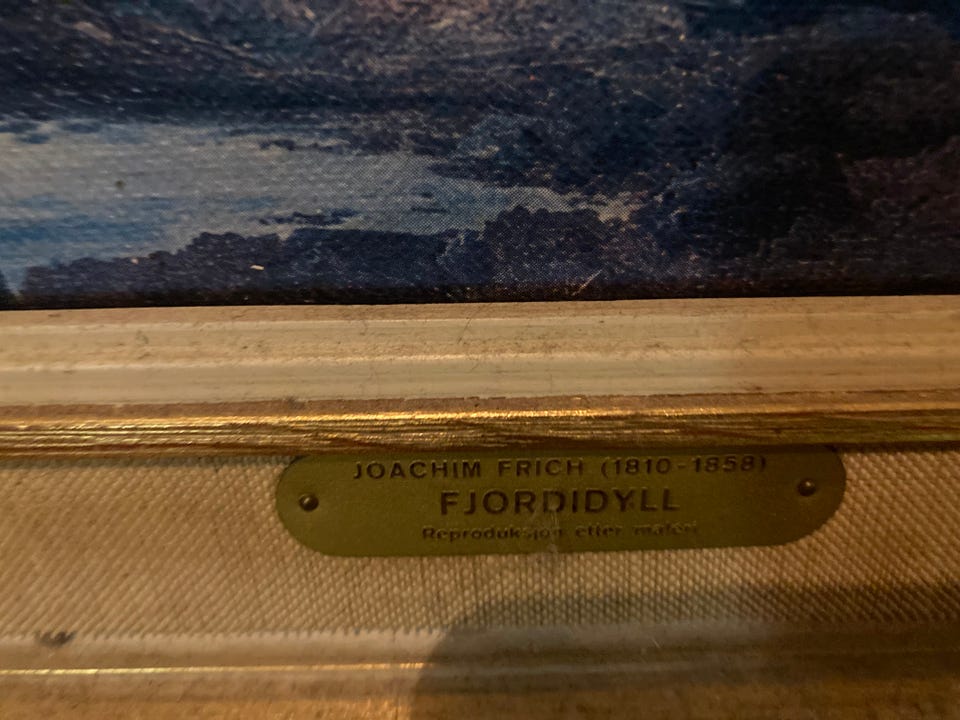 JOACHIM FRICH (1810-1858)
FJORDIDYLL
Reproduksjon etter maleri